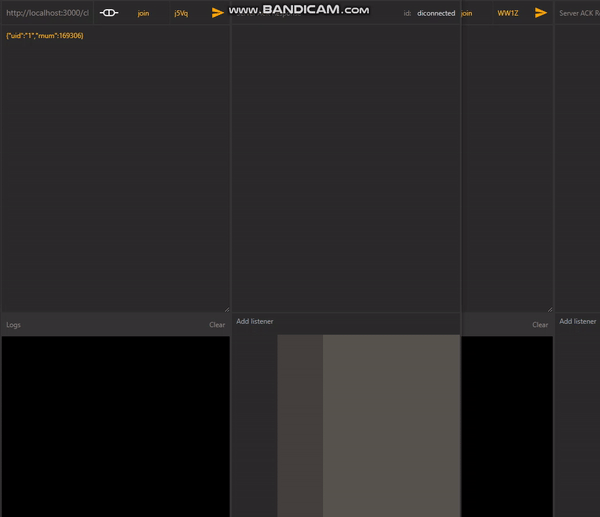 http://localhost:3000/cl
join
j5Vq
www.BANDICAM.com
id:
diconnected
join
WW1Z
Server ACK R
{"uid":"1","rnum":169306}
Logs
Clear
Add listener
Clear
Add listener